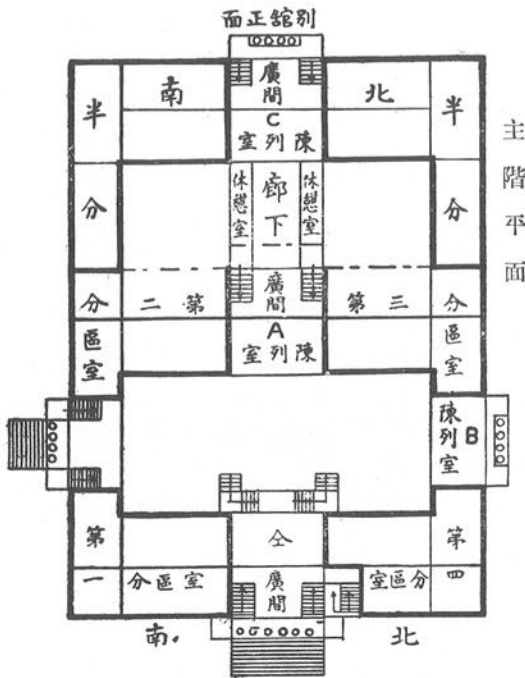 別舘正面
主階平面
半
南
廣間
北
半
C
陳列室
分
休憩室
廊下
休憩室
分
分
第二
廣間
第三
分
區室
A
陳列室
區室
陳列室
B
第一
仝
第四
分區室
廣間
分區室
南.
北